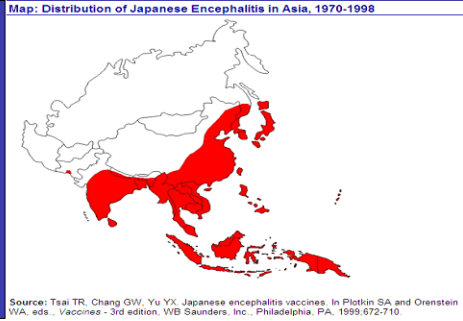 Map: Distribution of Japanese Encephalitis in Asia, 1970-1998
Source: Tsai TR, Chang GW, Yu YX. Japanese encephalitis vaccines. In Plotkin SA and Orenstein
WA, eds., Vaccines - 3rd edition, WB Saunders, Inc., Philadelphia, PA, 1999;672-710.